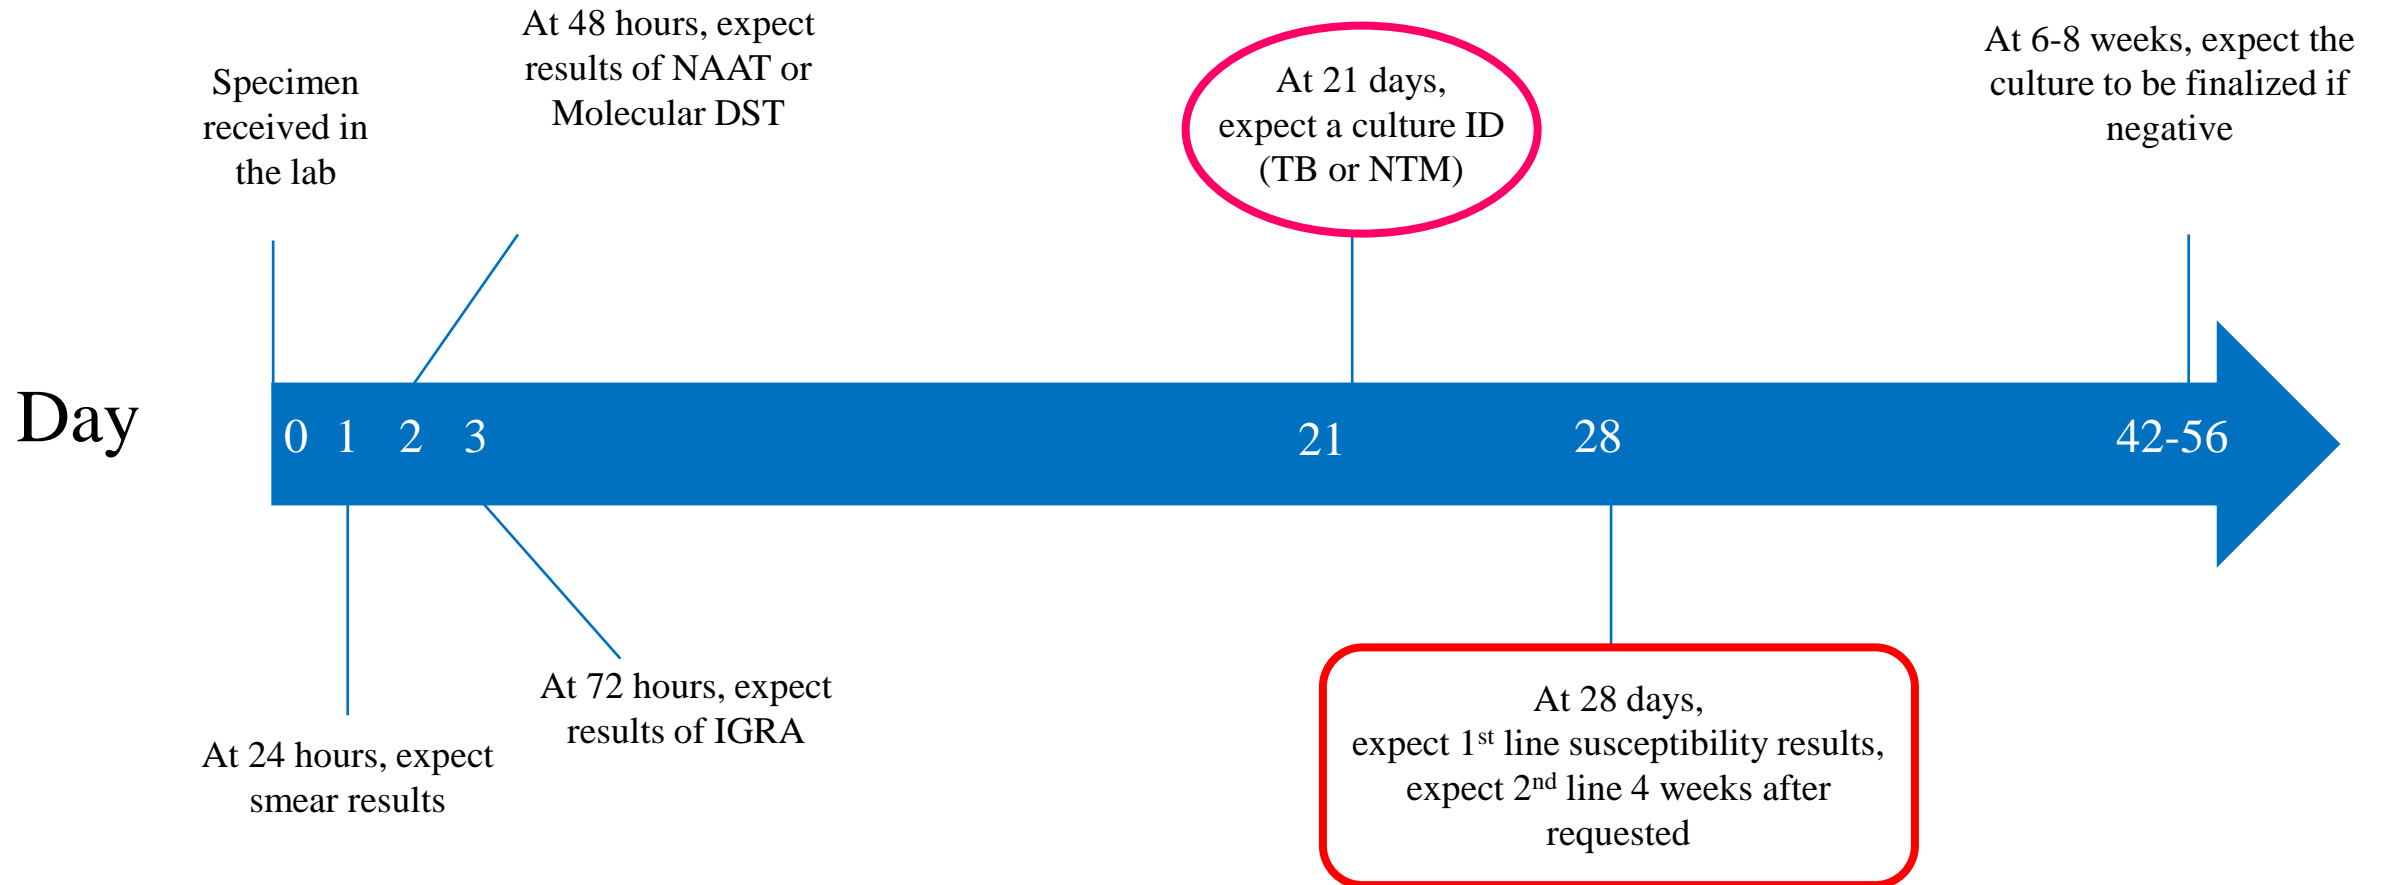 At 48 hours, expect
results of NAAT or
Molecular DST
Specimen
received in
the lab
At 21 days,
expect a culture ID
(TB or NTM)
At 6-8 weeks, expect the
culture to be finalized if
negative
Day
0 1 2 3 21 28 42-56
At 24 hours, expect
smear results
At 72 hours, expect
results of IGRA
At 28 days,
expect 1st line susceptibility results,
expect 2nd line 4 weeks after
requested